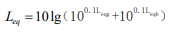 L_eq = 10 lg(10^{0.1L_eqg} + 10^{0.1L_eqb})